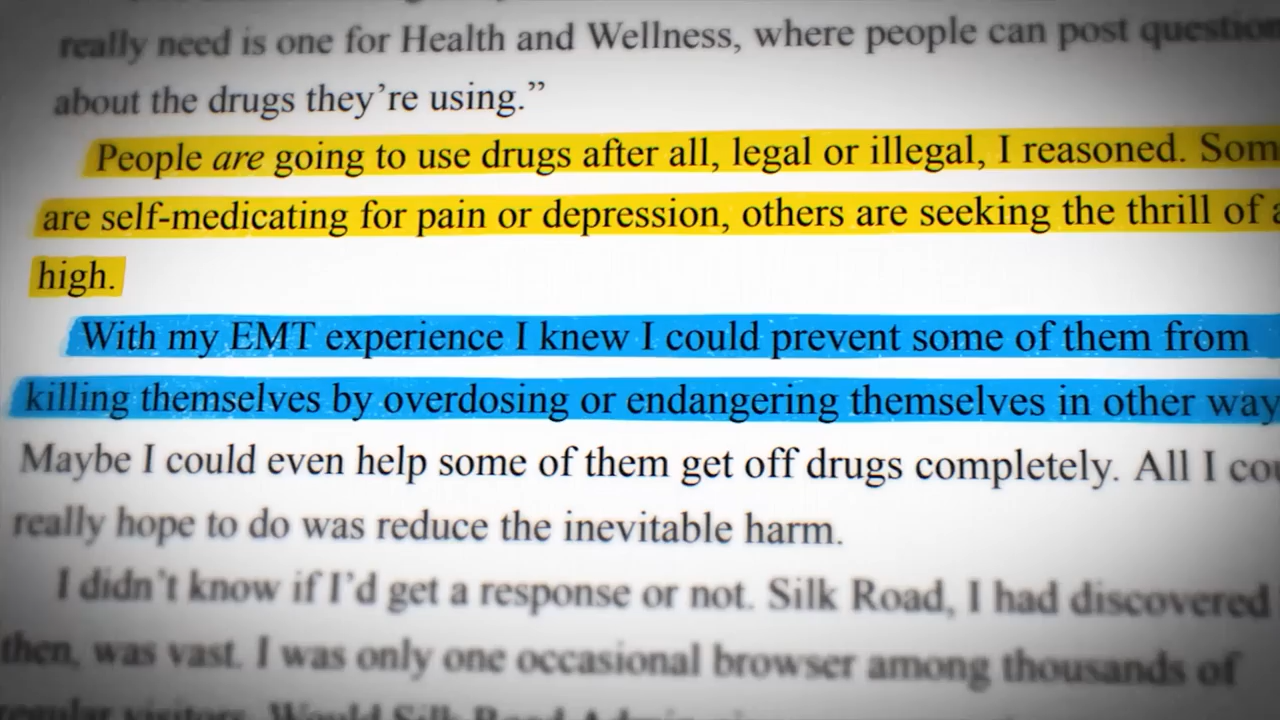 really need is one for Health and Wellness, where people can post question
about the drugs they’re using.”
People are going to use drugs after all, legal or illegal, I reasoned. Som
are self-medicating for pain or depression, others are seeking the thrill of a
high.
With my EMT experience I knew I could prevent some of them from
killing themselves by overdosing or endangering themselves in other way
Maybe I could even help some of them get off drugs completely. All I cou
really hope to do was reduce the inevitable harm.
I didn’t know if I’d get a response or not. Silk Road, I had discovered
then, was vast. I was only one occasional browser among thousands of
regular visitors. Would Silk Road